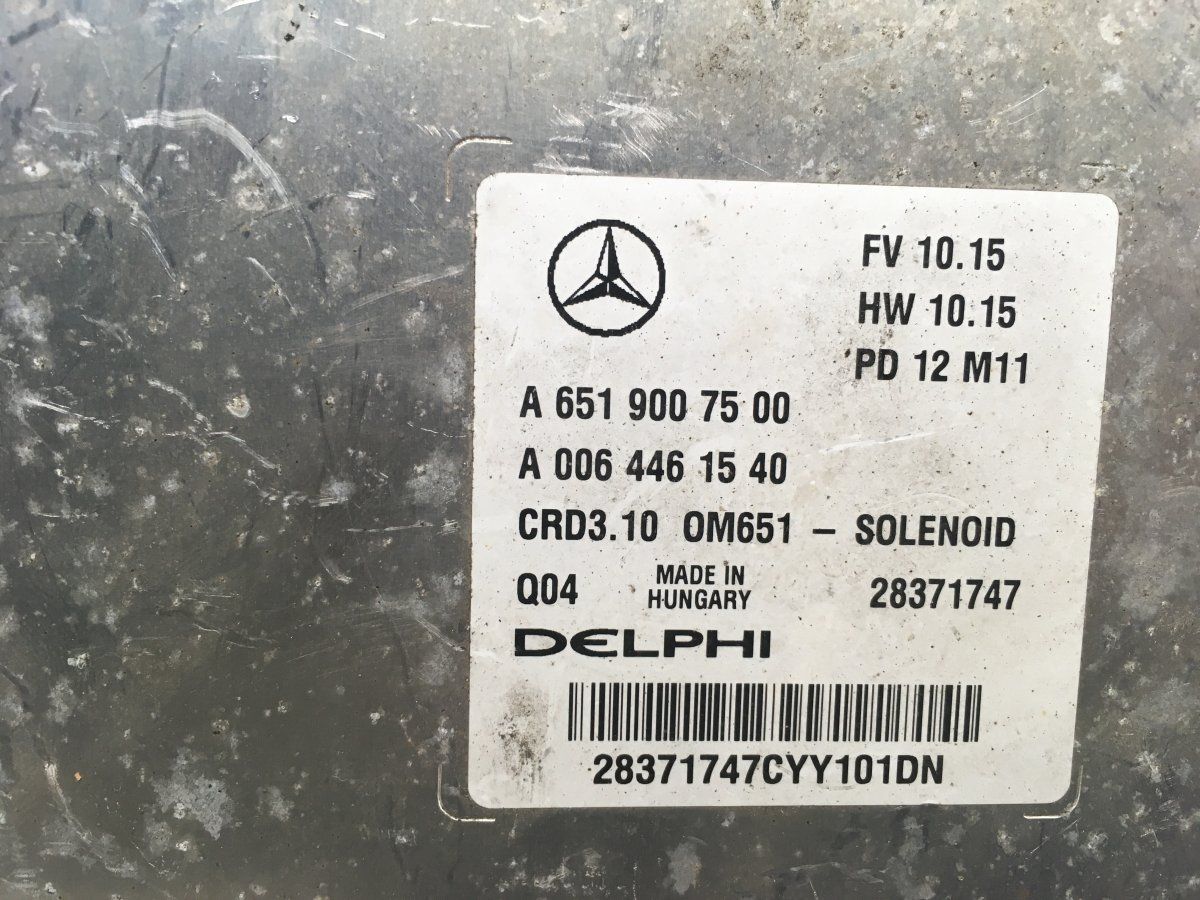 FV 10.15
HW 10.15
PD 12 M11
A 651 900 75 00
A 006 446 15 40
CRD3.10 OM651 – SOLENOID
Q04 MADE IN HUNGARY 28371747
DELPHI
28371747CYY101DN